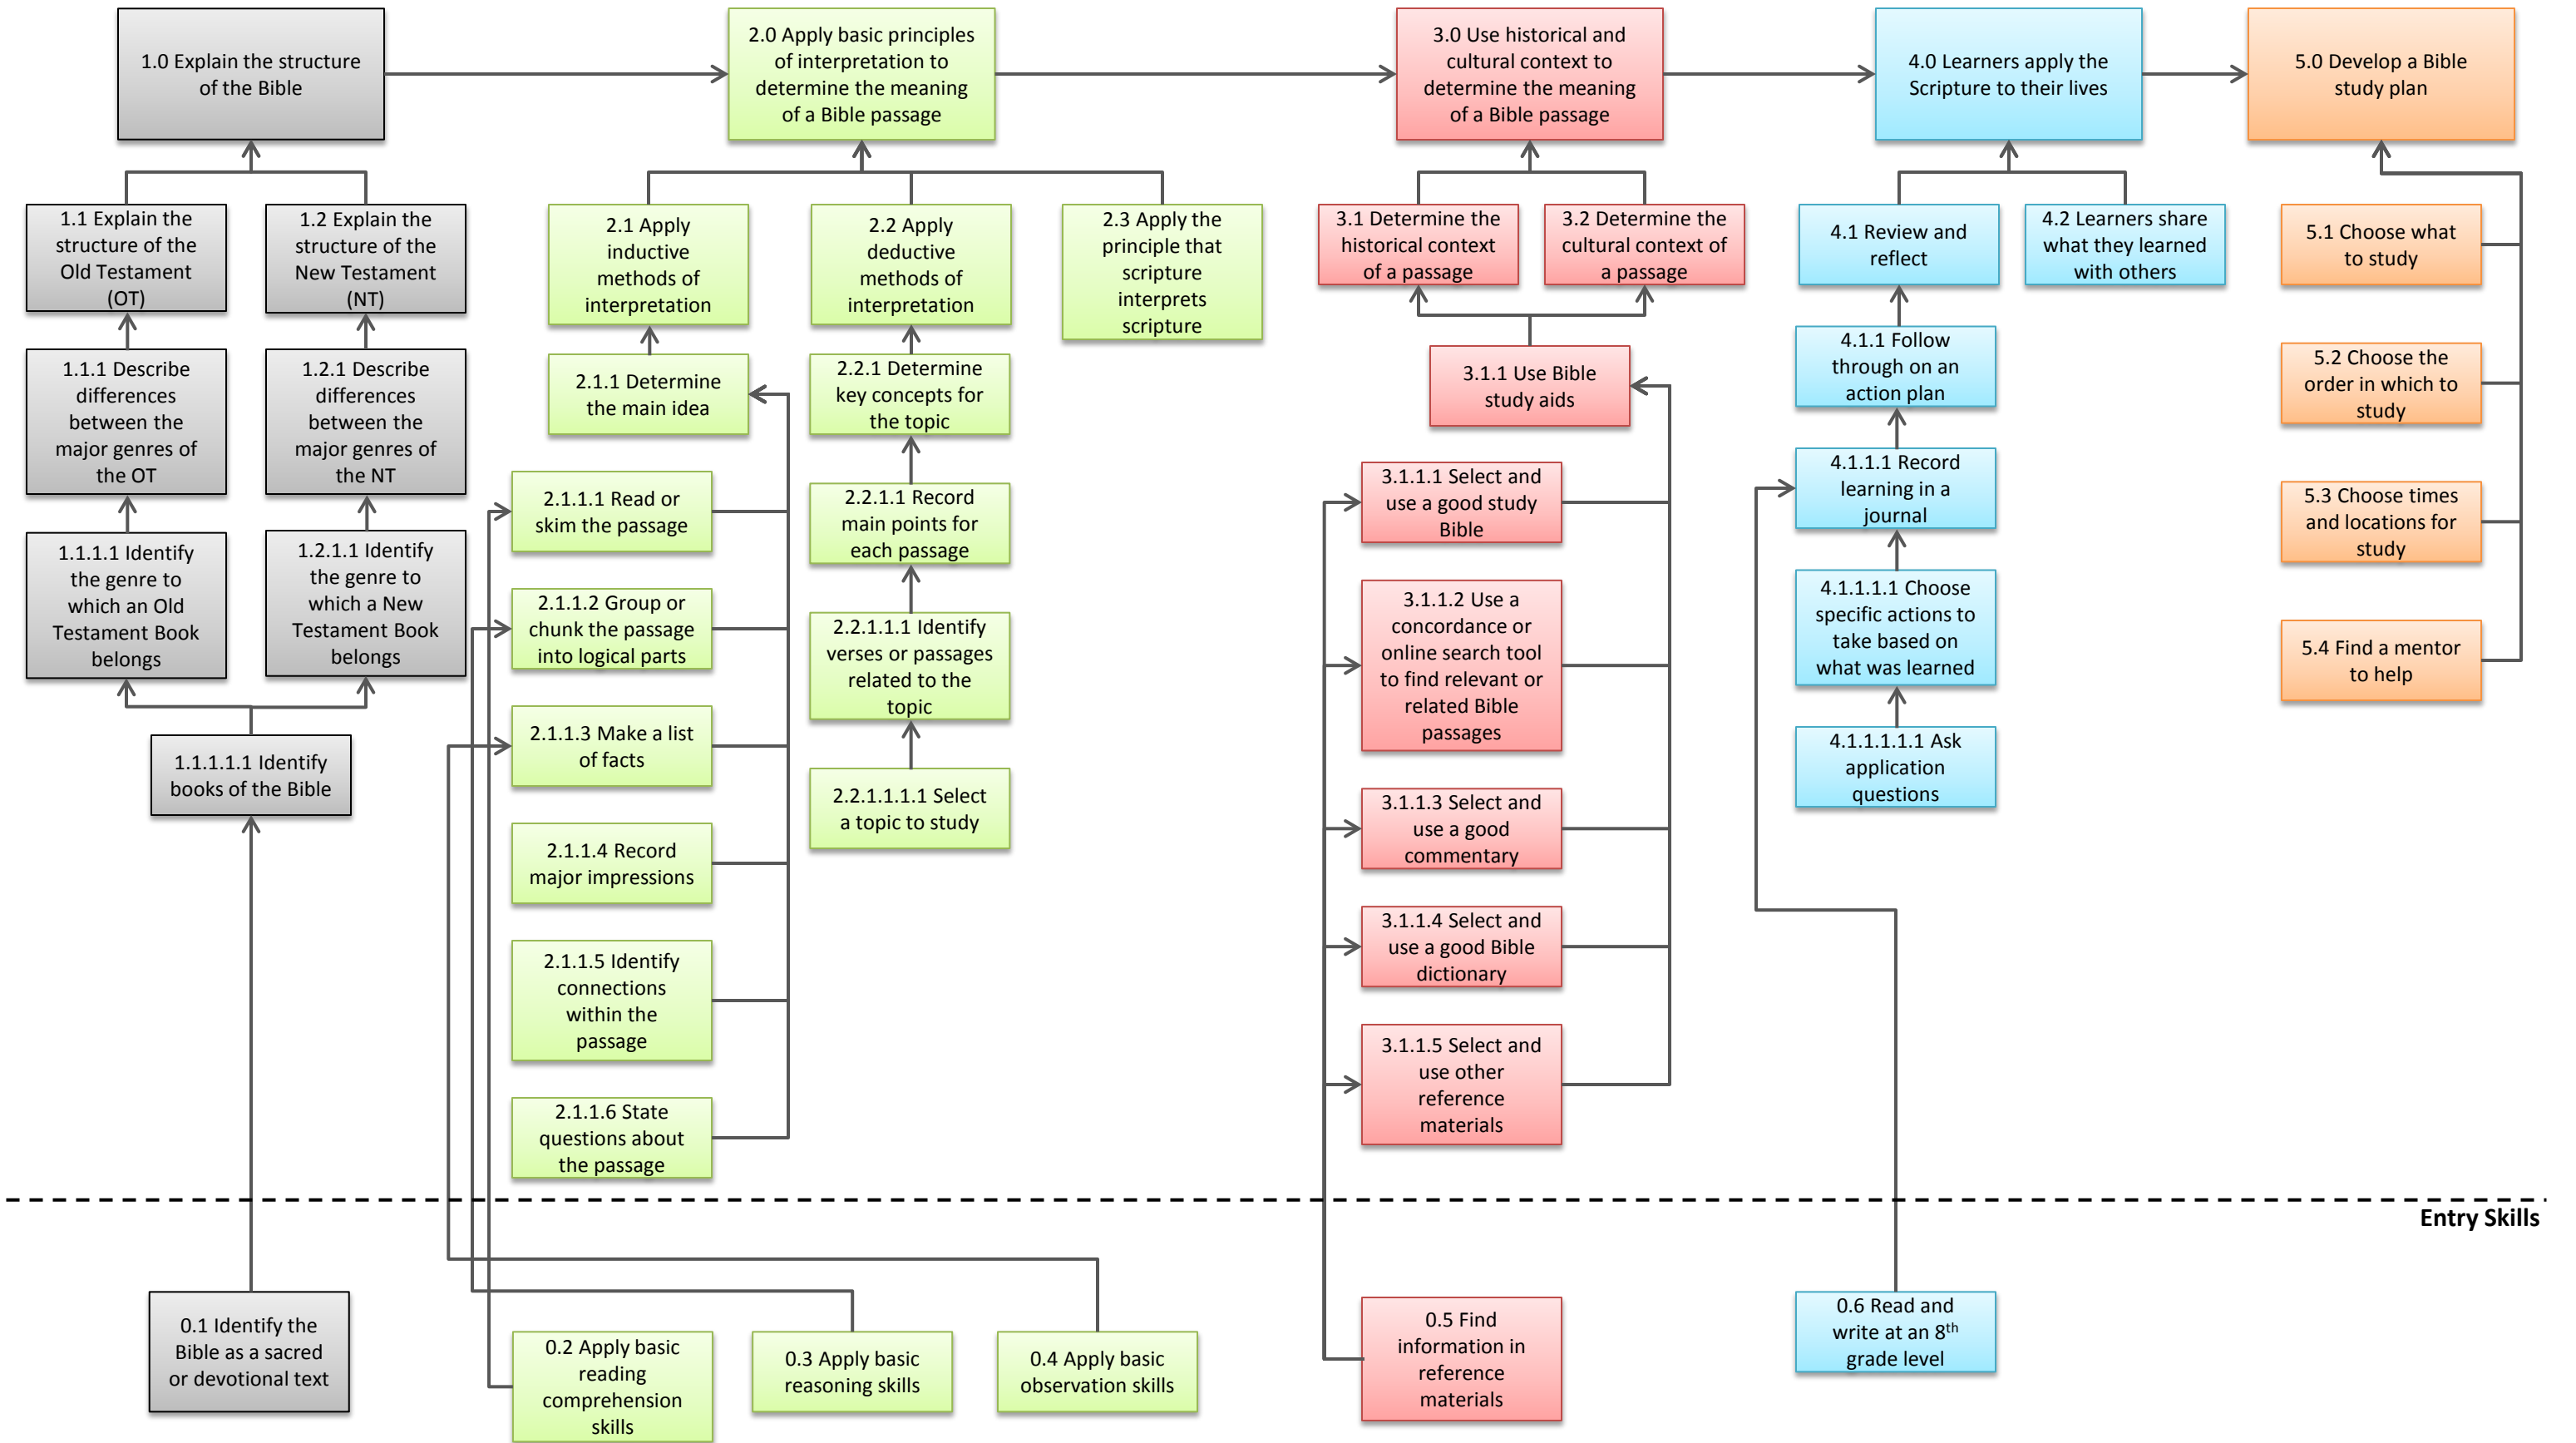 1.0 Explain the structure
of the Bible
2.0 Apply basic principles
of interpretation to
determine the meaning
of a Bible passage
3.0 Use historical and
cultural context to
determine the meaning
of a Bible passage
4.0 Learners apply the
Scripture to their lives
5.0 Develop a Bible
study plan
1.1 Explain the
structure of the
Old Testament
(OT)
1.2 Explain the
structure of the
New Testament
(NT)
2.1 Apply
inductive
methods of
interpretation
2.2 Apply
deductive
methods of
interpretation
2.3 Apply the
principle that
scripture
interprets
scripture
3.1 Determine the
historical context
of a passage
3.2 Determine the
cultural context of
a passage
4.1 Review and
reflect
4.2 Learners share
what they learned
with others
5.1 Choose what
to study
1.1.1 Describe
differences
between the
major genres of
the OT
1.2.1 Describe
differences
between the
major genres of
the NT
2.1.1 Determine
the main idea
2.2.1 Determine
key concepts for
the topic
3.1.1 Use Bible
study aids
4.1.1 Follow
through on an
action plan
5.2 Choose the
order in which to
study
1.1.1.1 Identify
the genre to
which an Old
Testament Book
belongs
1.2.1.1 Identify
the genre to
which a New
Testament Book
belongs
2.1.1.1 Read or
skim the passage
2.2.1.1 Record
main points for
each passage
3.1.1.1 Select and
use a good study
Bible
4.1.1.1 Record
learning in a
journal
5.3 Choose times
and locations for
study
2.1.1.2 Group or
chunk the passage
into logical parts
2.2.1.1.1 Identify
verses or passages
related to the
topic
3.1.1.2 Use a
concordance or
online search tool
to find relevant or
related Bible
passages
4.1.1.1.1 Choose
specific actions to
take based on
what was learned
5.4 Find a mentor
to help
1.1.1.1.1 Identify
books of the Bible
2.1.1.3 Make a list
of facts
2.2.1.1.1.1 Select
a topic to study
3.1.1.3 Select and
use a good
commentary
4.1.1.1.1.1 Ask
application
questions
2.1.1.4 Record
major impressions
3.1.1.4 Select and
use a good Bible
dictionary
2.1.1.5 Identify
connections
within the
passage
3.1.1.5 Select and
use other
reference
materials
2.1.1.6 State
questions about
the passage
Entry Skills
0.1 Identify the
Bible as a sacred
or devotional text
0.2 Apply basic
reading
comprehension
skills
0.3 Apply basic
reasoning skills
0.4 Apply basic
observation skills
0.5 Find
information in
reference
materials
0.6 Read and
write at an 8th
grade level